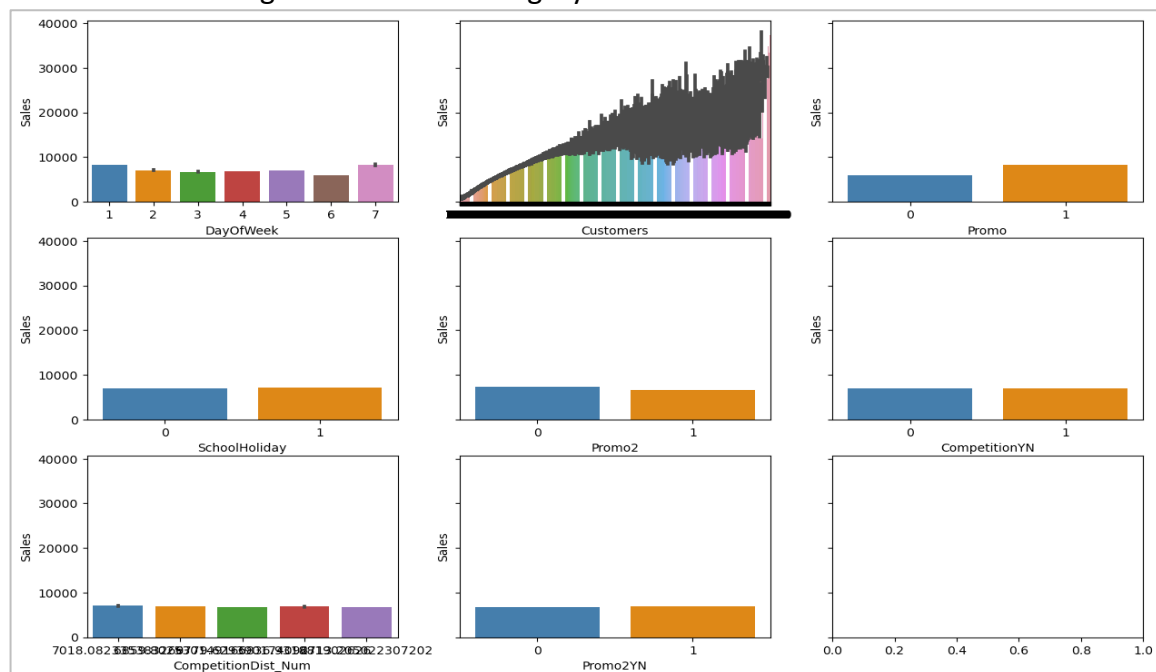 40000
30000
20000
10000
0
Sales
1 2 3 4 5 6 7
DayOfWeek
Sales
Customers
Sales
0 1
Promo
40000
30000
20000
10000
0
Sales
0 1
SchoolHoliday
Sales
0 1
Promo2
Sales
0 1
CompetitionYN
40000
30000
20000
10000
0
Sales
CompetitionDist_Num
Sales
0 1
Promo2YN
Sales
0.0 0.2 0.4 0.6 0.8 1.0